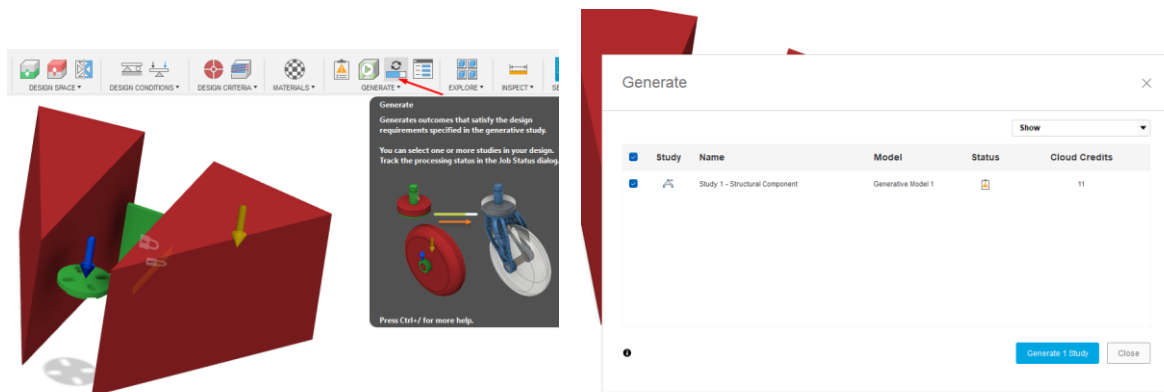 DESIGN SPACE ▾ DESIGN CONDITIONS ▾ DESIGN CRITERIA ▾ MATERIALS ▾ GENERATE ▾ EXPLORE ▾ INSPECT ▾ SE
Generate
Generates outcomes that satisfy the design
requirements specified in the generative study.
You can select one or more studies in your design.
Track the processing status in the Job Status dialog.
Press Ctrl+/ for more help.
Generate
Show
Study Name Model Status Cloud Credits
Study 1 - Structural Component Generative Model 1 11
Generate 1 Study Close